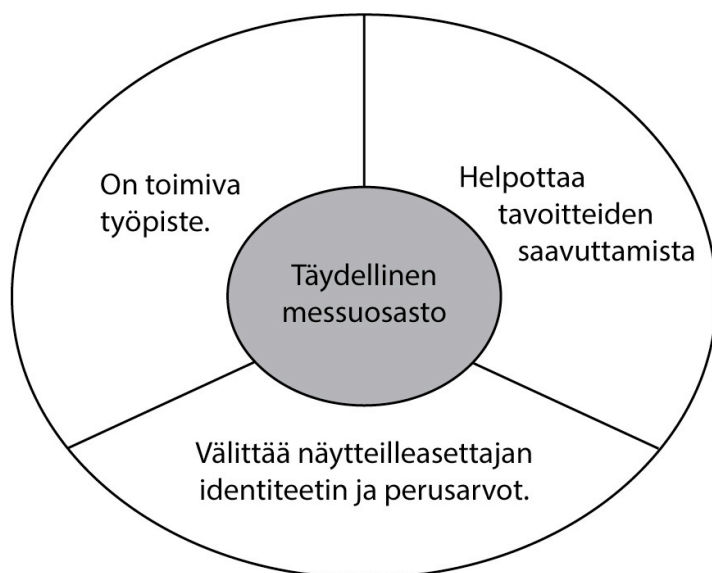 On toimiva
työpiste.
Helpottaa
tavoitteiden
saavuttamista
Täydellinen
messuosasto
Välittää näytteilleasettajan
identiteetin ja perusarvot.